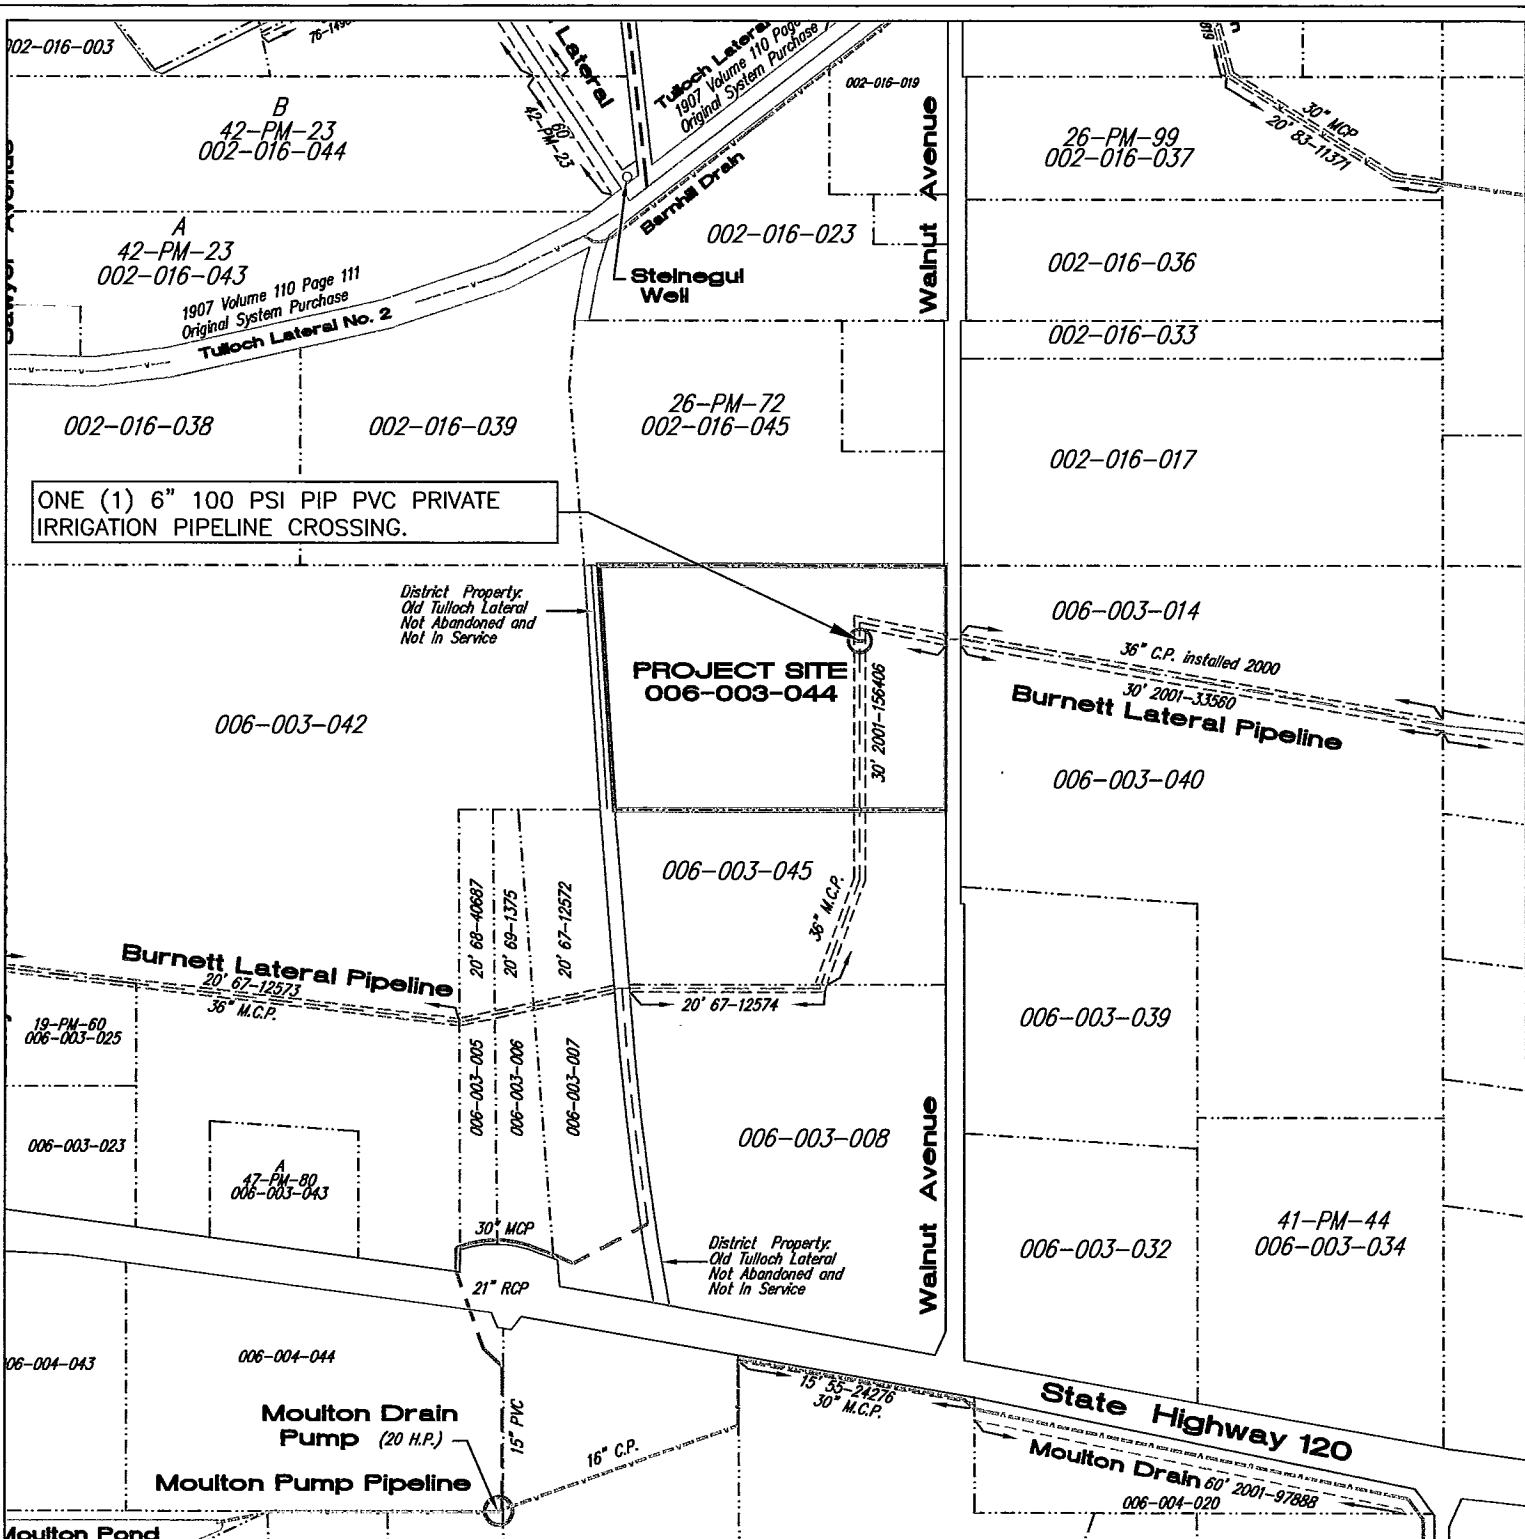 002-016-003
76-149
Lateral
60'
42-PM-23
Tulloch Lateral
1907 Volume 110 Page
Original System Purchase
002-016-019
Walnut Avenue
26-PM-99
002-016-037
30" MCP
20' 83-11371
B
42-PM-23
002-016-044
Barnhill Drain
A
42-PM-23
002-016-043
Sawyer Avenue
1907 Volume 110 Page 111
Original System Purchase
Tulloch Lateral No. 2
002-016-023
Steinegul
Well
002-016-036
002-016-033
002-016-038
002-016-039
26-PM-72
002-016-045
002-016-017
ONE (1) 6" 100 PSI PIP PVC PRIVATE
IRRIGATION PIPELINE CROSSING.
District Property:
Old Tulloch Lateral
Not Abandoned and
Not In Service
006-003-014
36" C.P. installed 2000
30' 2001-33560
Burnett Lateral Pipeline
PROJECT SITE
006-003-044
30' 2001-156406
006-003-042
006-003-040
006-003-045
36" M.C.P.
20' 68-40687
20' 69-1375
20' 67-12572
Burnett Lateral Pipeline
20' 67-12573
36" M.C.P.
20' 67-12574
19-PM-60
006-003-025
006-003-039
006-003-005
006-003-006
006-003-007
006-003-023
A
47-PM-80
006-003-043
006-003-008
Walnut Avenue
41-PM-44
006-003-034
006-003-032
30" MCP
21" RCP
District Property:
Old Tulloch Lateral
Not Abandoned and
Not In Service
06-004-043
006-004-044
15' 55-24276
30" M.C.P.
State Highway 120
Moulton Drain
Pump (20 H.P.)
15" PVC
16" C.P.
Moulton Pump Pipeline
Moulton Drain 60' 2001-97888
006-004-020
Moulton Pond